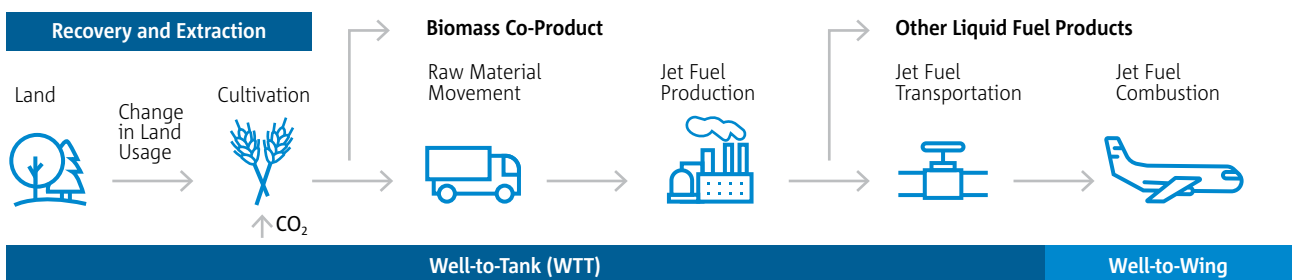 Recovery and Extraction
Biomass Co-Product
Other Liquid Fuel Products
Land
Change
in Land
Usage
Cultivation
CO₂
Raw Material
Movement
Jet Fuel
Production
Jet Fuel
Transportation
Jet Fuel
Combustion
Well-to-Tank (WTT)
Well-to-Wing